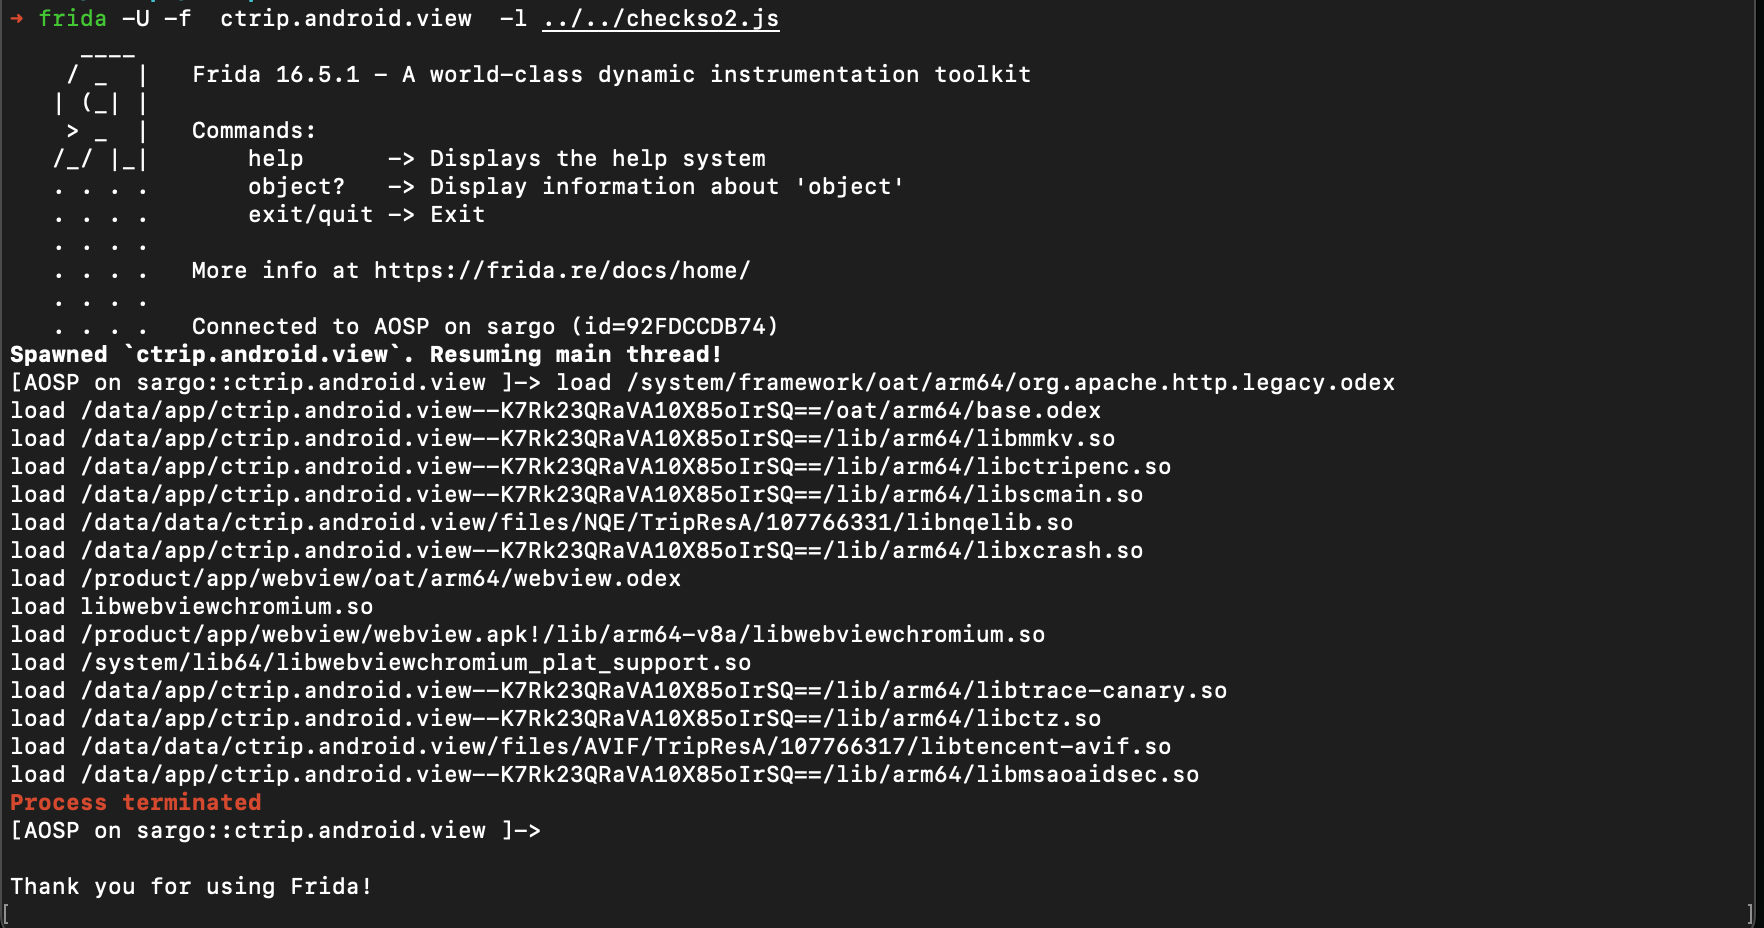 → frida -U -f  ctrip.android.view  -l ../../checkso2.js
     ____
    / _  |   Frida 16.5.1 - A world-class dynamic instrumentation toolkit
   | (_| |
    > _  |   Commands:
   /_/ |_|       help      -> Displays the help system
   . . . .       object?   -> Display information about 'object'
   . . . .       exit/quit -> Exit
   . . . .
   . . . .   More info at https://frida.re/docs/home/
   . . . .
   . . . .   Connected to AOSP on sargo (id=92FDCCDB74)
Spawned `ctrip.android.view`. Resuming main thread!
[AOSP on sargo::ctrip.android.view ]-> load /system/framework/oat/arm64/org.apache.http.legacy.odex
load /data/app/ctrip.android.view--K7Rk23QRaVA10X85oIrSQ==/oat/arm64/base.odex
load /data/app/ctrip.android.view--K7Rk23QRaVA10X85oIrSQ==/lib/arm64/libmmkv.so
load /data/app/ctrip.android.view--K7Rk23QRaVA10X85oIrSQ==/lib/arm64/libctripenc.so
load /data/app/ctrip.android.view--K7Rk23QRaVA10X85oIrSQ==/lib/arm64/libscmain.so
load /data/data/ctrip.android.view/files/NQE/TripResA/107766331/libnqelib.so
load /data/app/ctrip.android.view--K7Rk23QRaVA10X85oIrSQ==/lib/arm64/libxcrash.so
load /product/app/webview/oat/arm64/webview.odex
load libwebviewchromium.so
load /product/app/webview/webview.apk!/lib/arm64-v8a/libwebviewchromium.so
load /system/lib64/libwebviewchromium_plat_support.so
load /data/app/ctrip.android.view--K7Rk23QRaVA10X85oIrSQ==/lib/arm64/libtrace-canary.so
load /data/app/ctrip.android.view--K7Rk23QRaVA10X85oIrSQ==/lib/arm64/libctz.so
load /data/data/ctrip.android.view/files/AVIF/TripResA/107766317/libtencent-avif.so
load /data/app/ctrip.android.view--K7Rk23QRaVA10X85oIrSQ==/lib/arm64/libmsaoaidsec.so
Process terminated
[AOSP on sargo::ctrip.android.view ]->
Thank you for using Frida!
[ ]